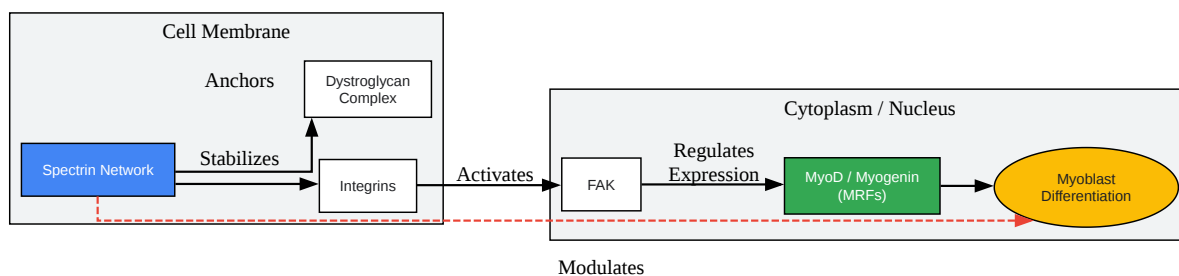 Cell Membrane
Anchors
Dystroglycan
Complex
Spectrin Network
Stabilizes
Integrins
Activates
Cytoplasm / Nucleus
FAK
Regulates
Expression
MyoD / Myogenin
(MRFs)
Myoblast
Differentiation
Modulates